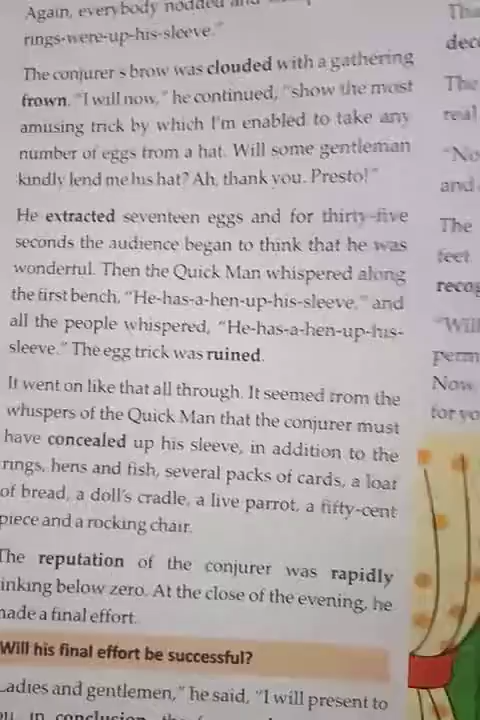 Again, everybody nodded and
rings-were-up-his-sleeve."
The conjurer's brow was clouded with a gathering
frown. "I will now," he continued, "show the most
amusing trick by which I'm enabled to take any
number of eggs from a hat. Will some gentleman
kindly lend me his hat? Ah, thank you. Presto!"
He extracted seventeen eggs and for thirty-five
seconds the audience began to think that he was
wonderful. Then the Quick Man whispered along
the first bench, "He-has-a-hen-up-his-sleeve," and
all the people whispered, "He-has-a-hen-up-his-
sleeve." The egg trick was ruined.
It went on like that all through. It seemed from the
whispers of the Quick Man that the conjurer must
have concealed up his sleeve, in addition to the
rings, hens and fish, several packs of cards, a loaf
of bread, a doll's cradle, a live parrot, a fifty-cent
piece and a rocking chair.
The reputation of the conjurer was rapidly
inking below zero. At the close of the evening, he
made a final effort.
Will his final effort be successful?
Ladies and gentlemen," he said, "I will present to
in conclusion
The
real
"No
and
The
feet
recog
"Will
perm
Now
for yo